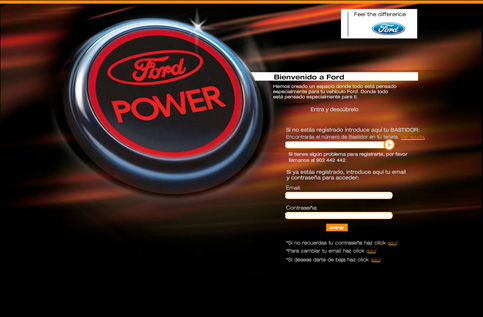 Feel the difference
Ford
Ford
POWER
Bienvenido a Ford
Hemos creado un espacio donde todo está pensado
especialmente para tu vehículo Ford. Donde todo
está pensado especialmente para ti.
Entra y descúbrelo
Si no estás registrado introduce aquí tu BASTIDOR:
Encontrarás el número de Bastidor en tu tarjeta.
Si tienes algún problema para registrarte, por favor
llámanos al 902 442 442.
Si ya estás registrado, introduce aquí tu email
y contraseña para acceder:
Email:
Contraseña:
entrar
*Si no recuerdas tu contraseña haz click aquí
*Para cambiar tu email haz click aquí
*Si deseas darte de baja haz click aquí